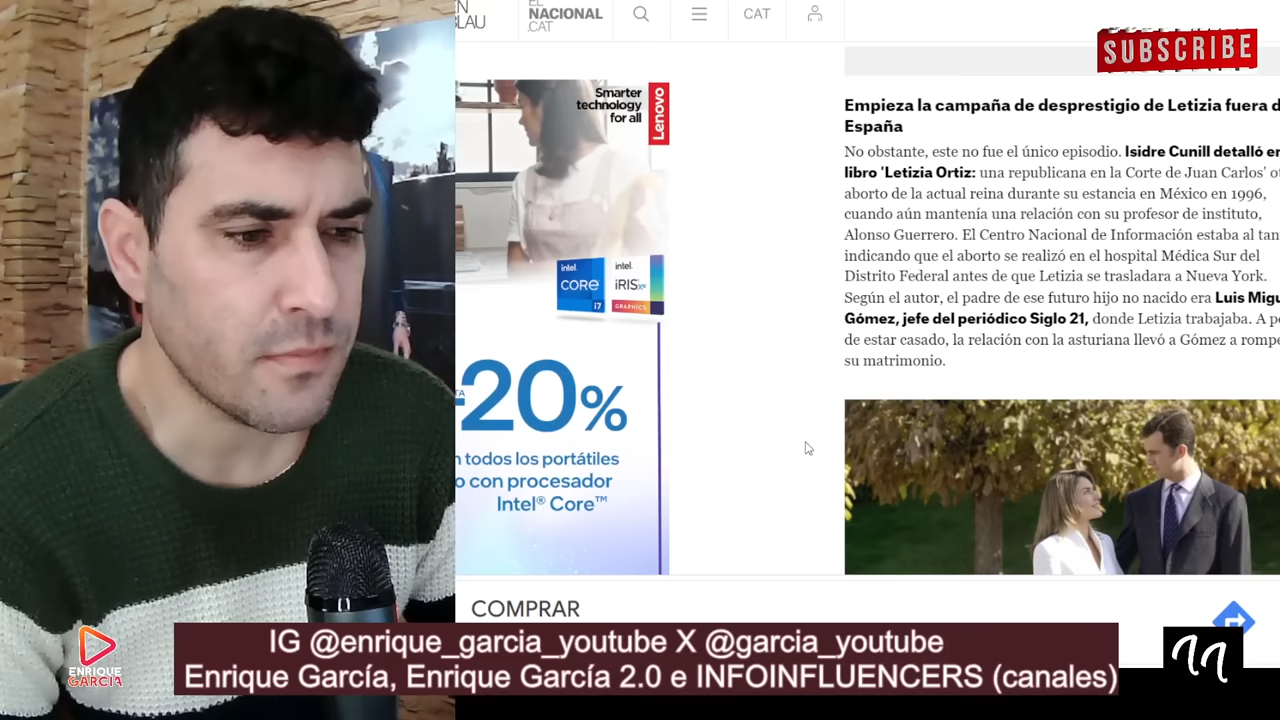 EN
BLAU
EL
NACIONAL
.CAT
CAT
SUBSCRIBE
Smarter
technology
for all
Lenovo
intel.
CORE
i7
intel.
iRISxe
GRAPHICS
-20%
todos los portátiles
con procesador
Intel® Core™
Empieza la campaña de desprestigio de Letizia fuera d
España
No obstante, este no fue el único episodio. Isidre Cunill detalló en
libro 'Letizia Ortiz: una republicana en la Corte de Juan Carlos' ot
aborto de la actual reina durante su estancia en México en 1996,
cuando aún mantenía una relación con su profesor de instituto,
Alonso Guerrero. El Centro Nacional de Información estaba al tan
indicando que el aborto se realizó en el hospital Médica Sur del
Distrito Federal antes de que Letizia se trasladara a Nueva York.
Según el autor, el padre de ese futuro hijo no nacido era Luis Migu
Gómez, jefe del periódico Siglo 21, donde Letizia trabajaba. A pe
de estar casado, la relación con la asturiana llevó a Gómez a rompe
su matrimonio.
COMPRAR
IG @enrique_garcia_youtube X @garcia_youtube
Enrique García, Enrique García 2.0 e INFOINFLUENCERS (canales)
ENRIQUE
GARCÍA